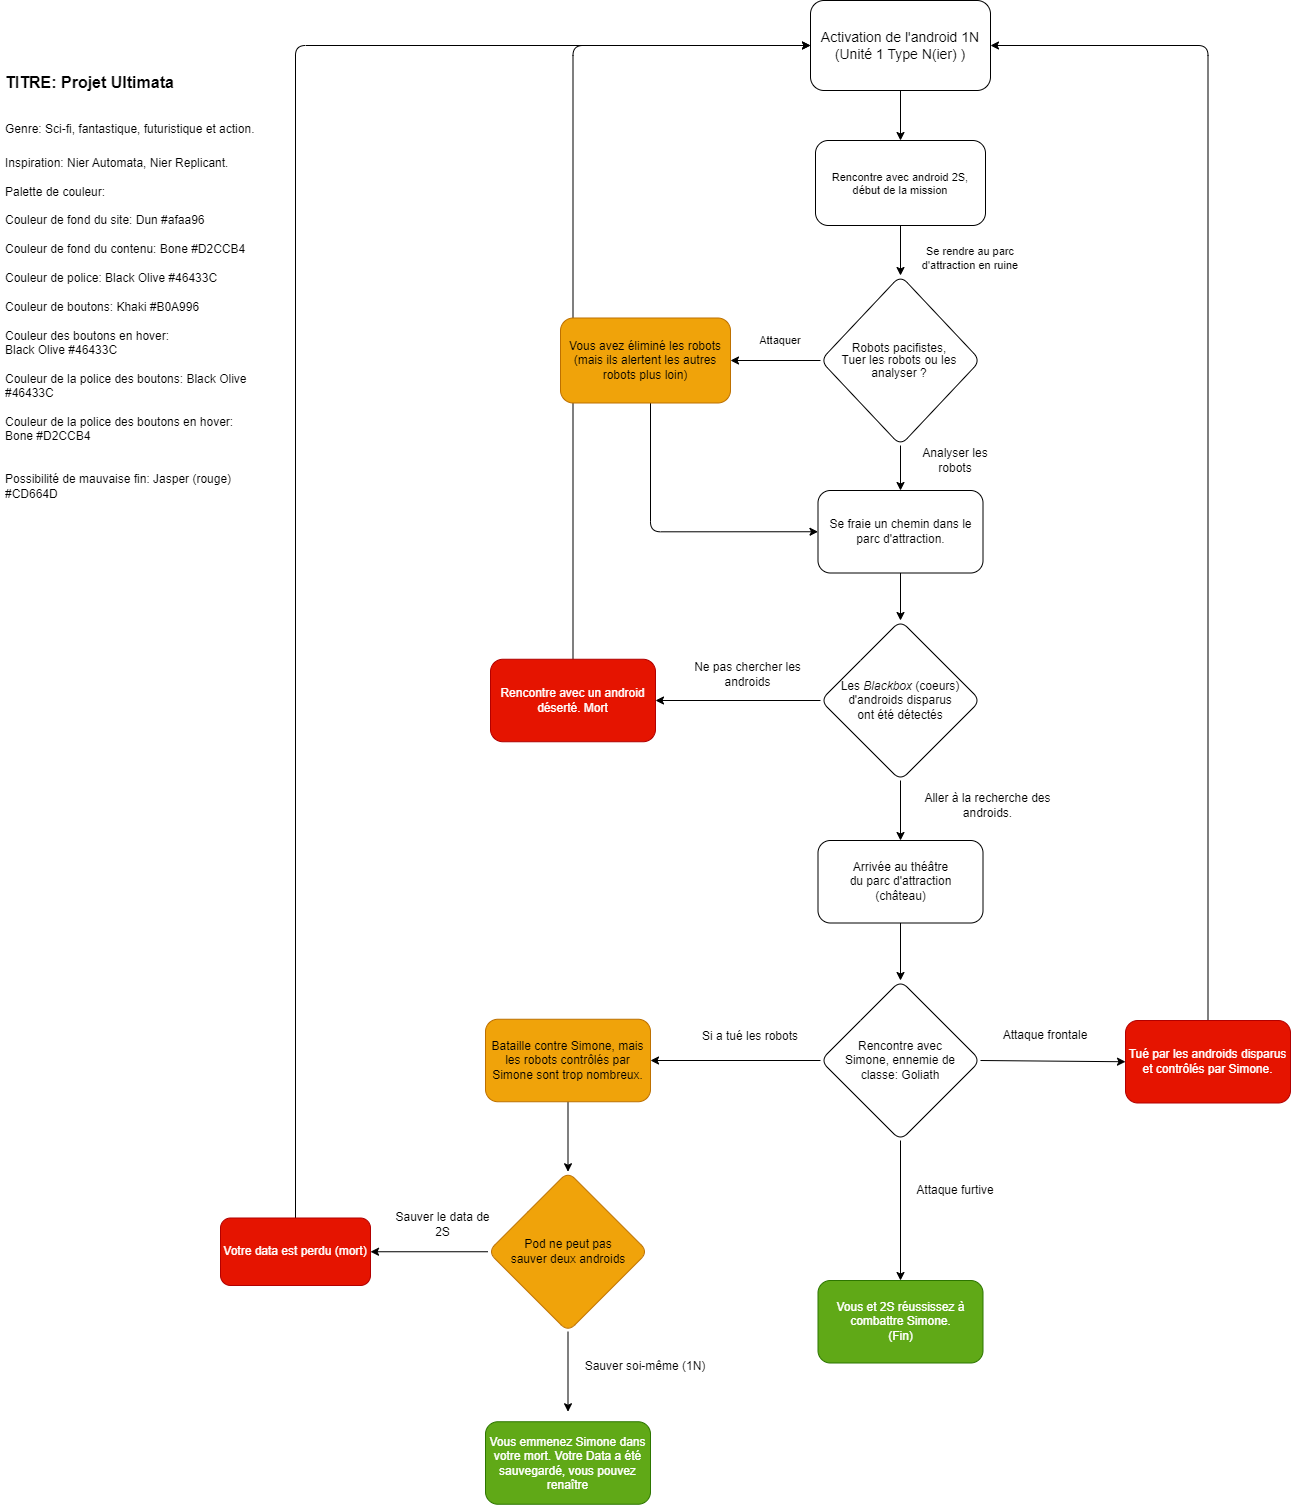 TITRE: Projet Ultimata
Genre: Sci-fi, fantastique, futuristique et action.
Inspiration: Nier Automata, Nier Replicant.
Palette de couleur:
Couleur de fond du site: Dun #afaa96
Couleur de fond du contenu: Bone #D2CCB4
Couleur de police: Black Olive #46433C
Couleur de boutons: Khaki #B0A996
Couleur des boutons en hover:
Black Olive #46433C
Couleur de la police des boutons: Black Olive
#46433C
Couleur de la police des boutons en hover:
Bone #D2CCB4
Possibilité de mauvaise fin: Jasper (rouge)
#CD664D
Activation de l'android 1N
(Unité 1 Type N(ier) )
Rencontre avec android 2S,
début de la mission
Se rendre au parc
d'attraction en ruine
Robots pacifistes,
Tuer les robots ou les
analyser ?
Attaquer
Vous avez éliminé les robots
(mais ils alertent les autres
robots plus loin)
Analyser les
robots
Se fraie un chemin dans le
parc d'attraction.
Les Blackbox (coeurs)
d'androids disparus
ont été détectés
Ne pas chercher les
androids
Rencontre avec un android
déserté. Mort
Aller à la recherche des
androids.
Arrivée au théâtre
du parc d'attraction
(château)
Rencontre avec
Simone, ennemie de
classe: Goliath
Si a tué les robots
Bataille contre Simone, mais
les robots contrôlés par
Simone sont trop nombreux.
Attaque frontale
Tué par les androids disparus
et contrôlés par Simone.
Attaque furtive
Vous et 2S réussissez à
combattre Simone.
(Fin)
Pod ne peut pas
sauver deux androids
Sauver le data de
2S
Votre data est perdu (mort)
Sauver soi-même (1N)
Vous emmenez Simone dans
votre mort. Votre Data a été
sauvegardé, vous pouvez
renaître